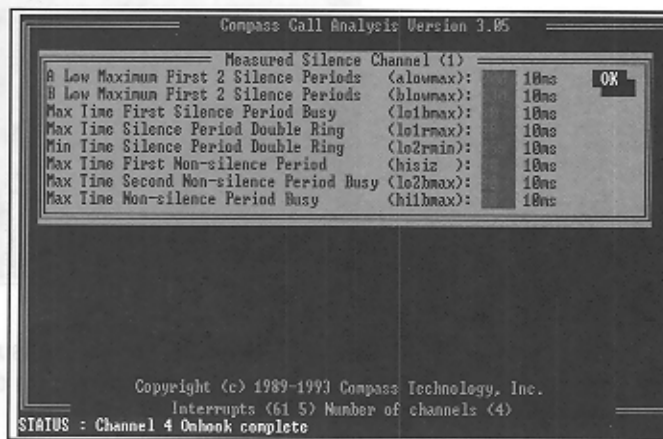 Compass Call Analysis Version 3.05
Measured Silence Channel (1)
A Low Maximum First 2 Silence Periods (alowmax): 10ms OK
B Low Maximum First 2 Silence Periods (blowmax): 10ms
Max Time First Silence Period Busy (lo1bmax): 10ms
Max Time Silence Period Double Ring (lo1rmax): 10ms
Min Time Silence Period Double Ring (lo2rmin): 10ms
Max Time First Non-silence Period (hisiz ): 10ms
Max Time Second Non-silence Period Busy (lo2bmax): 10ms
Max Time Non-silence Period Busy (hi1bmax): 10ms
Copyright (c) 1989-1993 Compass Technology, Inc.
Interrupts (61 5) Number of channels (4)
STATUS : Channel 4 Onhook complete